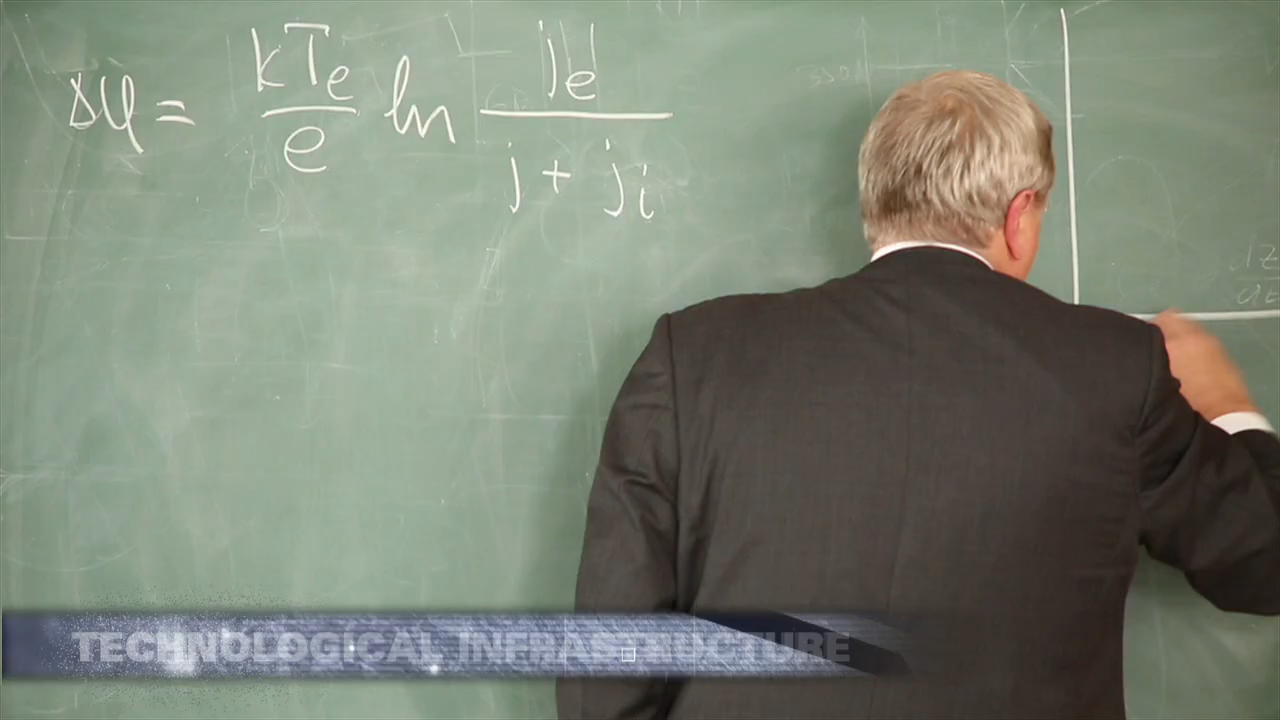 Δφ = kTe/e ln je/(j + ji)
TECHNOLOGICAL INFRASTRUCTURE